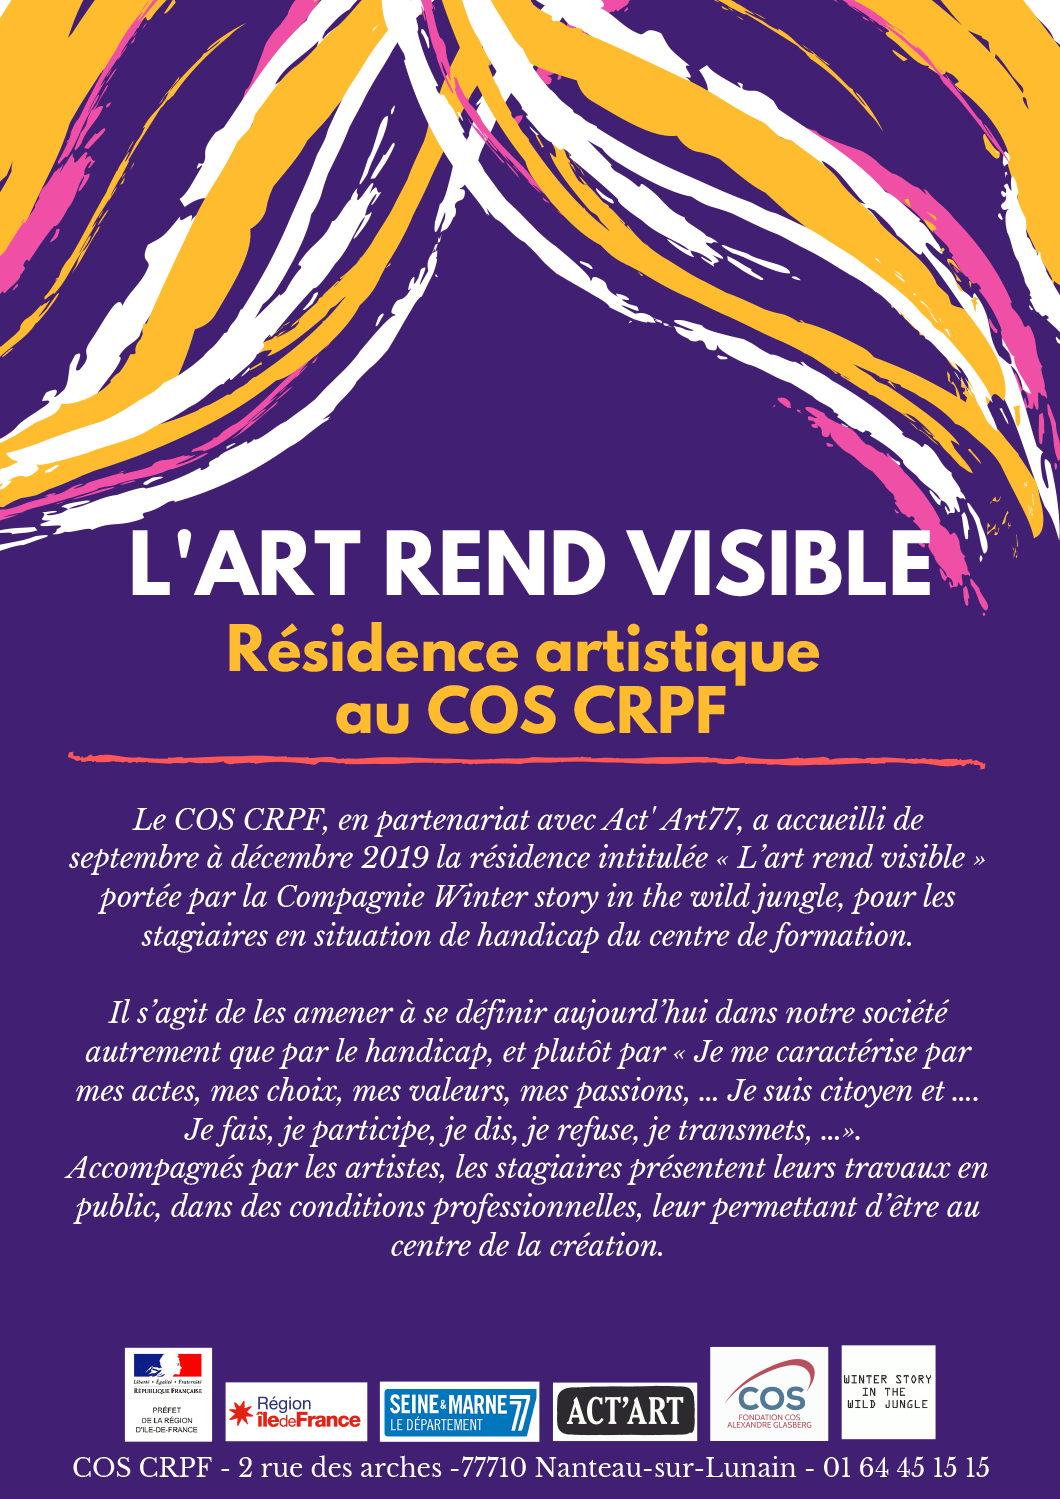 L'ART REND VISIBLE
Résidence artistique
au COS CRPF
Le COS CRPF, en partenariat avec Act' Art77, a accueilli de
septembre à décembre 2019 la résidence intitulée « L’art rend visible »
portée par la Compagnie Winter story in the wild jungle, pour les
stagiaires en situation de handicap du centre de formation.
Il s’agit de les amener à se définir aujourd’hui dans notre société
autrement que par le handicap, et plutôt par « Je me caractérise par
mes actes, mes choix, mes valeurs, mes passions, ... Je suis citoyen et ....
Je fais, je participe, je dis, je refuse, je transmets, ...».
Accompagnés par les artistes, les stagiaires présentent leurs travaux en
public, dans des conditions professionnelles, leur permettant d’être au
centre de la création.
Liberté • Égalité • Fraternité
RÉPUBLIQUE FRANÇAISE
PRÉFET
DE LA RÉGION
D'ILE-DE-FRANCE
Région
îledeFrance
SEINE&MARNE 77
LE DÉPARTEMENT
ACT'ART
COS
FONDATION COS
ALEXANDRE GLASBERG
WINTER STORY
IN THE
WILD JUNGLE
COS CRPF - 2 rue des arches -77710 Nanteau-sur-Lunain - 01 64 45 15 15